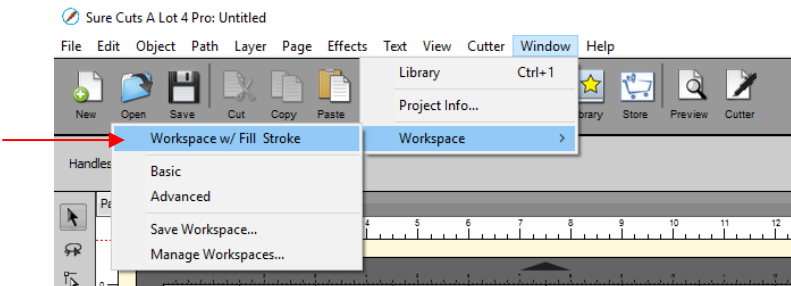 Sure Cuts A Lot 4 Pro: Untitled
File Edit Object Path Layer Page Effects Text View Cutter Window Help
Library Ctrl+1
Project Info...
Workspace >
New Open Save Cut Copy Paste Store Preview Cutter
Workspace w/ Fill Stroke
Basic
Advanced
Save Workspace...
Manage Workspaces...
Handles
4 5 6 7 8 9 10 11 12
0